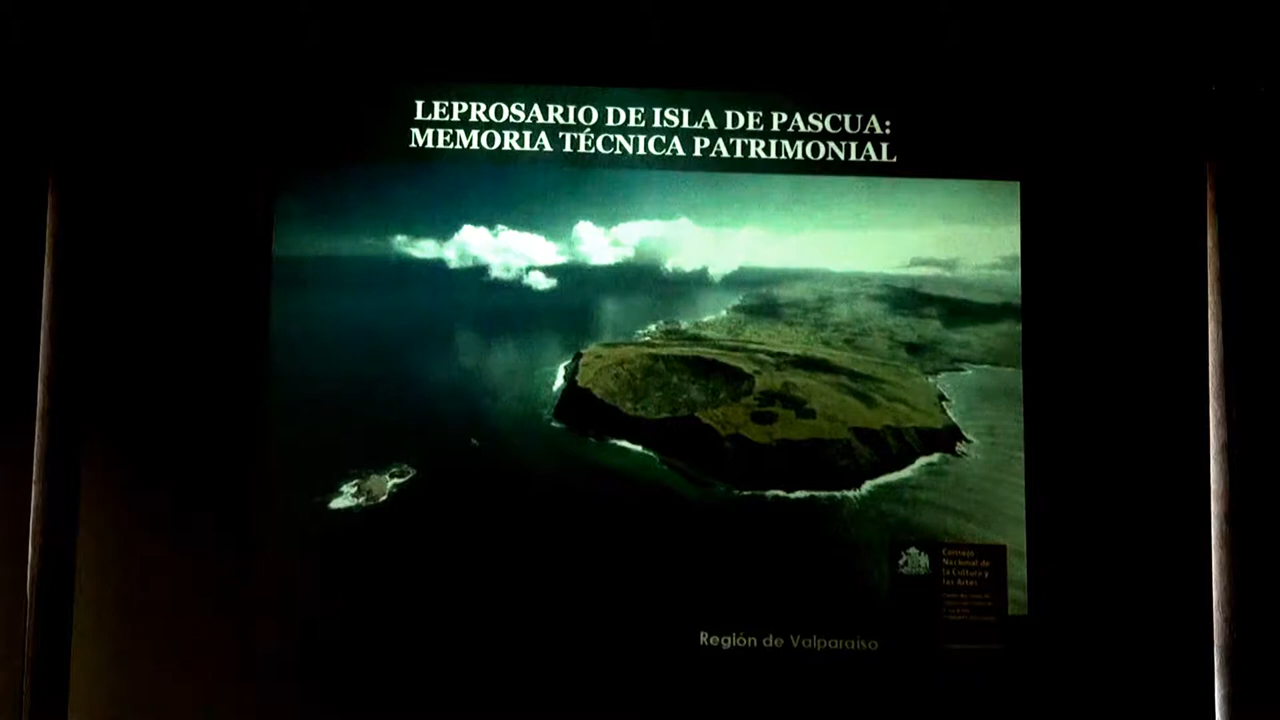 LEPROSARIO DE ISLA DE PASCUA:
MEMORIA TÉCNICA PATRIMONIAL
Consejo
Nacional de
la Cultura y
las Artes
Región de Valparaíso